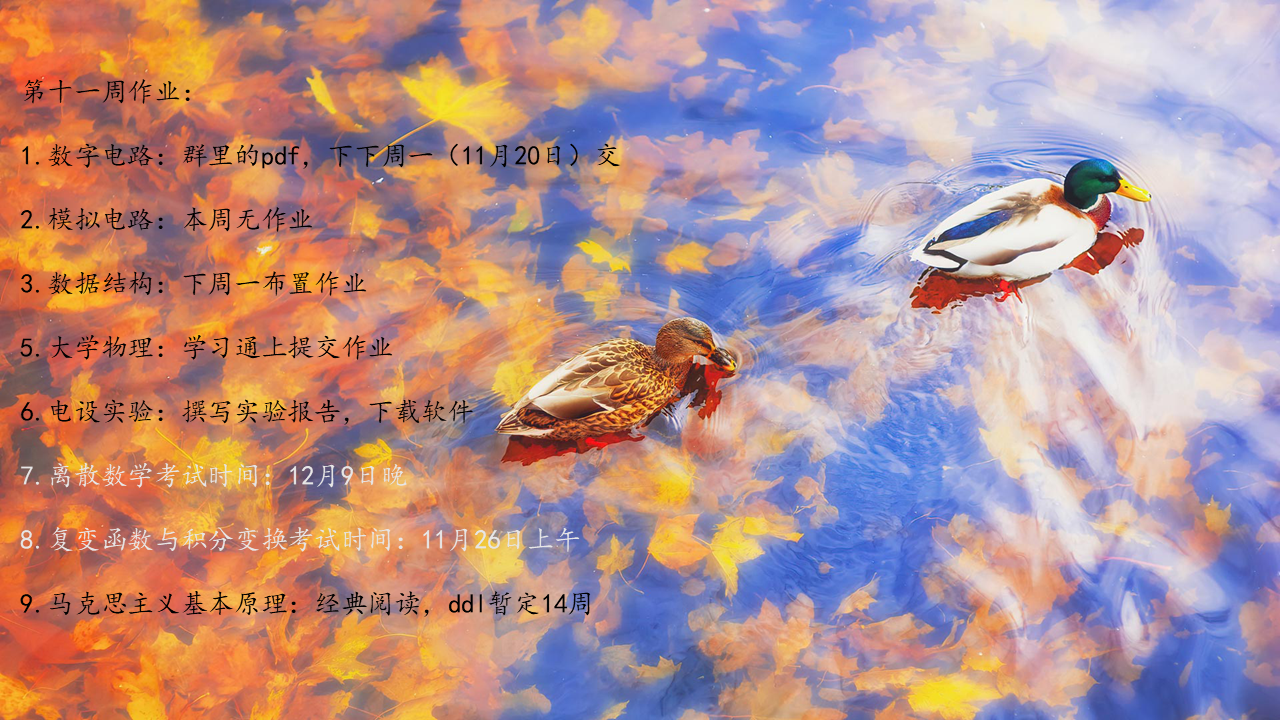 第十一周作业：
1.数字电路：群里的pdf，下下周一（11月20日）交
2.模拟电路：本周无作业
3.数据结构：下周一布置作业
5.大学物理：学习通上提交作业
6.电设实验：撰写实验报告，下载软件
7.离散数学考试时间：12月9日晚
8.复变函数与积分变换考试时间：11月26日上午
9.马克思主义基本原理：经典阅读，ddl暂定14周